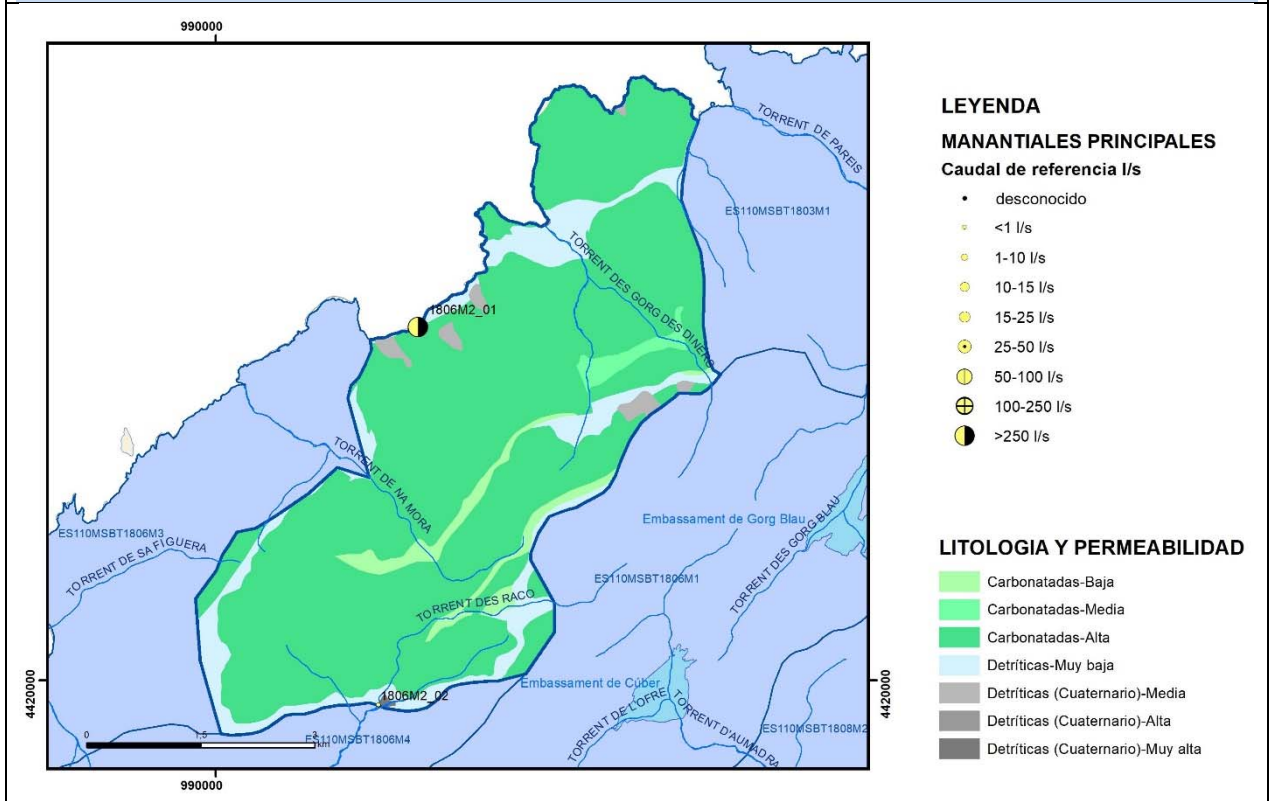 990000
TORRENT DE PAREIS
ES110MSBT1803M1
TORRENT DES GORG DES DINERS
1806M2_01
TORRENT DE NA MORA
Embassament de Gorg Blau
TORRENT DES GORG BLAU
ES110MSBT1806M3
TORRENT DE SA FIGUERA
ES110MSBT1806M1
TORRENT DES RACO
4420000
4420000
Embassament de Cúber
1806M2_02
TORRENT DE L'OFRE
TORRENT D'AUMADRA
ES110MSBT1808M2
ES110MSBT1806M4
0 1,5 3
km
990000
LEYENDA
MANANTIALES PRINCIPALES
Caudal de referencia l/s
desconocido
<1 l/s
1-10 l/s
10-15 l/s
15-25 l/s
25-50 l/s
50-100 l/s
100-250 l/s
>250 l/s
LITOLOGIA Y PERMEABILIDAD
Carbonatadas-Baja
Carbonatadas-Media
Carbonatadas-Alta
Detríticas-Muy baja
Detríticas (Cuaternario)-Media
Detríticas (Cuaternario)-Alta
Detríticas (Cuaternario)-Muy alta